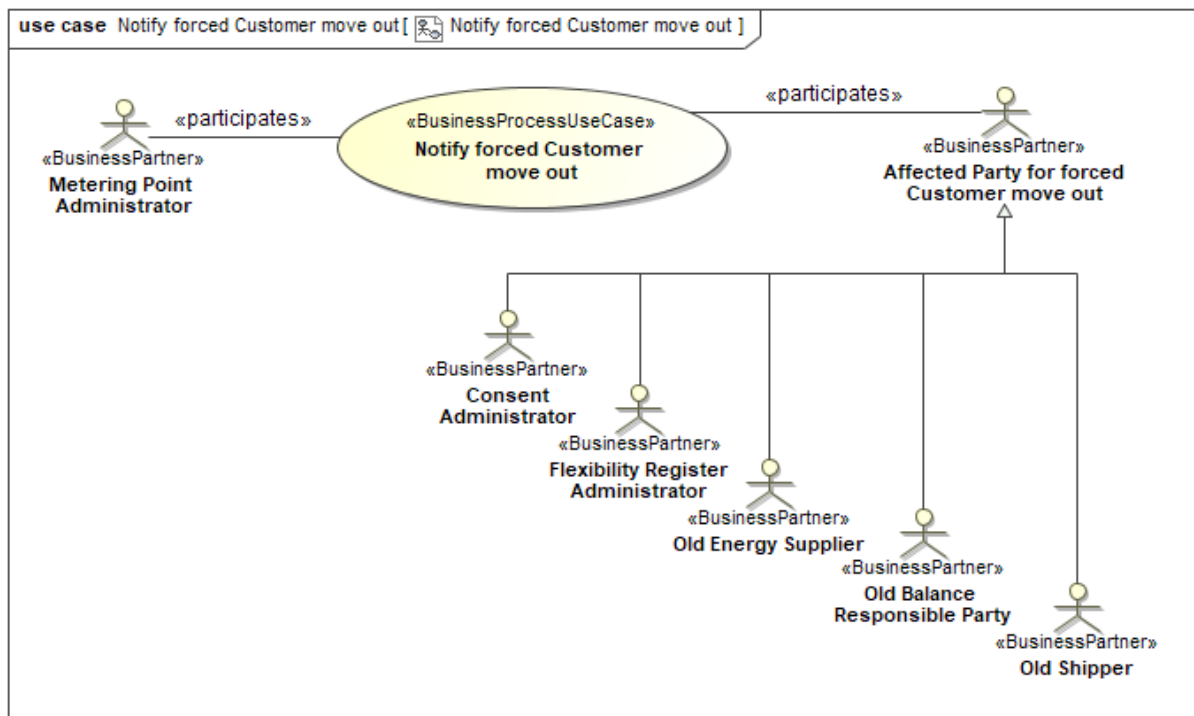 use case Notify forced Customer move out [ Notify forced Customer move out ]
«participates»
«participates»
«BusinessProcessUseCase»
Notify forced Customer
move out
«BusinessPartner»
Metering Point
Administrator
«BusinessPartner»
Affected Party for forced
Customer move out
«BusinessPartner»
Consent
Administrator
«BusinessPartner»
Flexibility Register
Administrator
«BusinessPartner»
Old Energy Supplier
«BusinessPartner»
Old Balance
Responsible Party
«BusinessPartner»
Old Shipper